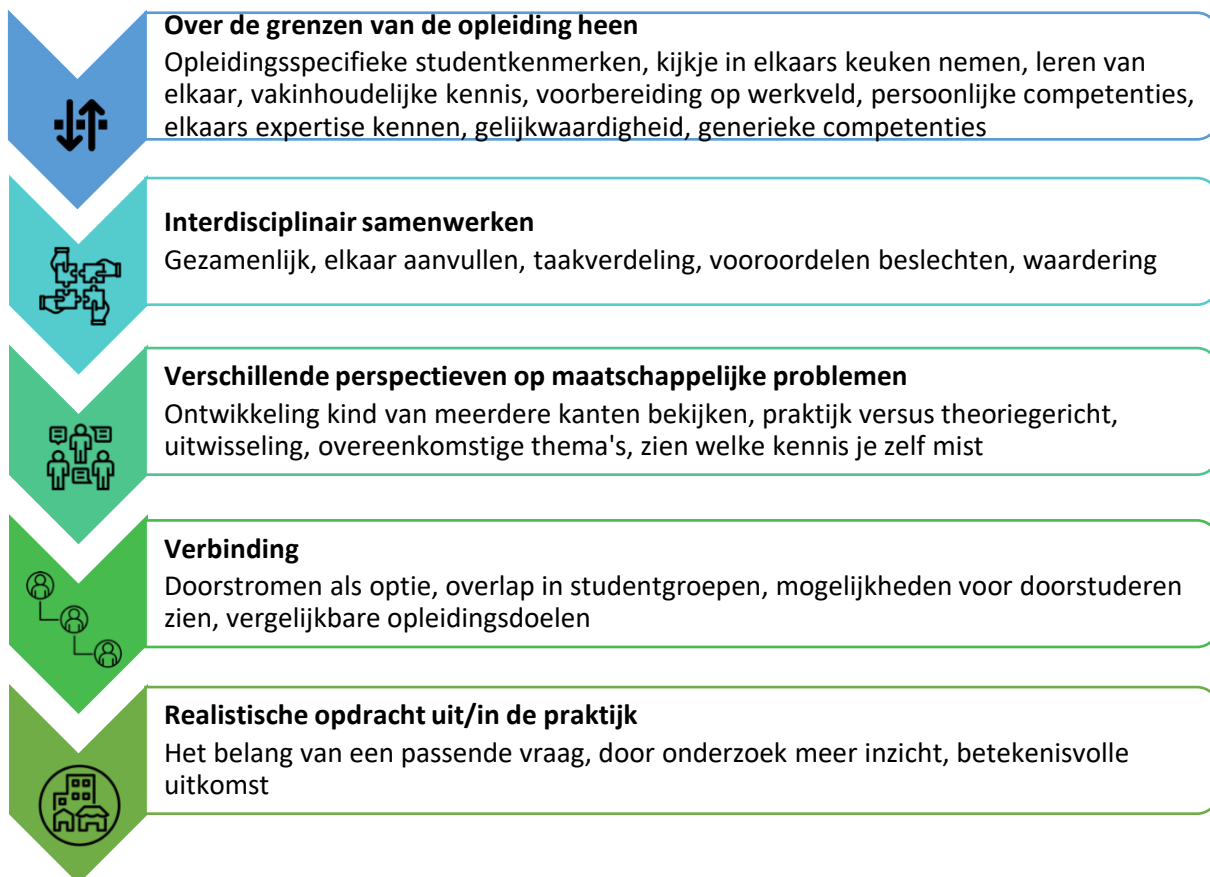 Over de grenzen van de opleiding heen
Opleidingsspecifieke studentkenmerken, kijkje in elkaars keuken nemen, leren van
elkaar, vakinhoudelijke kennis, voorbereiding op werkveld, persoonlijke competenties,
elkaars expertise kennen, gelijkwaardigheid, generieke competenties
Interdisciplinair samenwerken
Gezamenlijk, elkaar aanvullen, taakverdeling, vooroordelen beslechten, waardering
Verschillende perspectieven op maatschappelijke problemen
Ontwikkeling kind van meerdere kanten bekijken, praktijk versus theoriegericht,
uitwisseling, overeenkomstige thema's, zien welke kennis je zelf mist
Verbinding
Doorstromen als optie, overlap in studentgroepen, mogelijkheden voor doorstuderen
zien, vergelijkbare opleidingsdoelen
Realistische opdracht uit/in de praktijk
Het belang van een passende vraag, door onderzoek meer inzicht, betekenisvolle
uitkomst